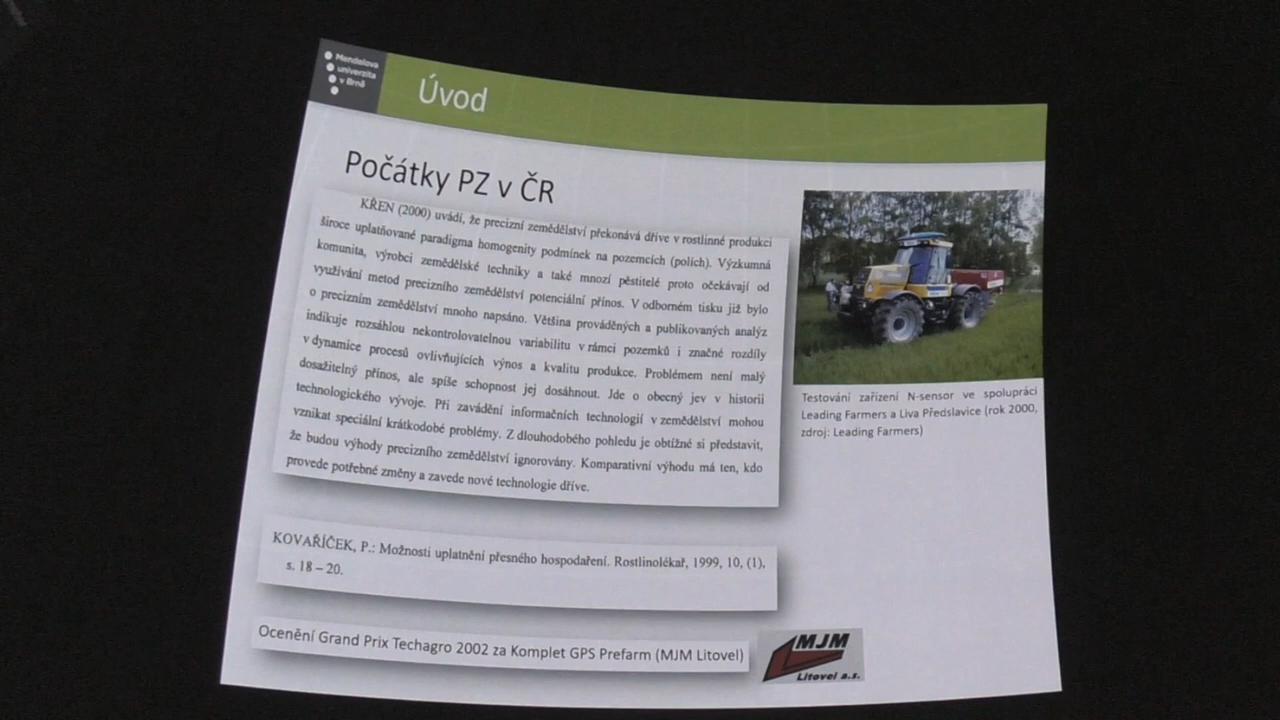 Mendelova
univerzita
v Brně
Úvod
Počátky PZ v ČR
KŘEN (2000) uvádí, že precizní zemědělství překonává dříve v rostlinné produkci
široce uplatňované paradigma homogenity podmínek na pozemcích (polích). Výzkumná
komunita, výrobci zemědělské techniky a také mnozí pěstitelé proto očekávají od
využívání metod precizního zemědělství potenciální přínos. V odborném tisku již bylo
o precizním zemědělství mnoho napsáno. Většina prováděných a publikovaných analýz
indikuje rozsáhlou nekontrolovatelnou variabilitu v rámci pozemků i značné rozdíly
v dynamice procesů ovlivňujících výnos a kvalitu produkce. Problémem není malý
dosažitelný přínos, ale spíše schopnost jej dosáhnout. Jde o obecný jev v historii
technologického vývoje. Při zavádění informačních technologií v zemědělství mohou
vznikat speciální krátkodobé problémy. Z dlouhodobého pohledu je obtížné si představit,
že budou výhody precizního zemědělství ignorovány. Komparativní výhodu má ten, kdo
provede potřebné změny a zavede nové technologie dříve.
Testování zařízení N-sensor ve spolupráci
Leading Farmers a Liva Předslavice (rok 2000,
zdroj: Leading Farmers)
KOVAŘÍČEK, P.: Možnosti uplatnění přesného hospodaření. Rostlinolékař, 1999, 10, (1),
s. 18 – 20.
Ocenění Grand Prix Techagro 2002 za Komplet GPS Prefarm (MJM Litovel)
MJM
Litovel a.s.